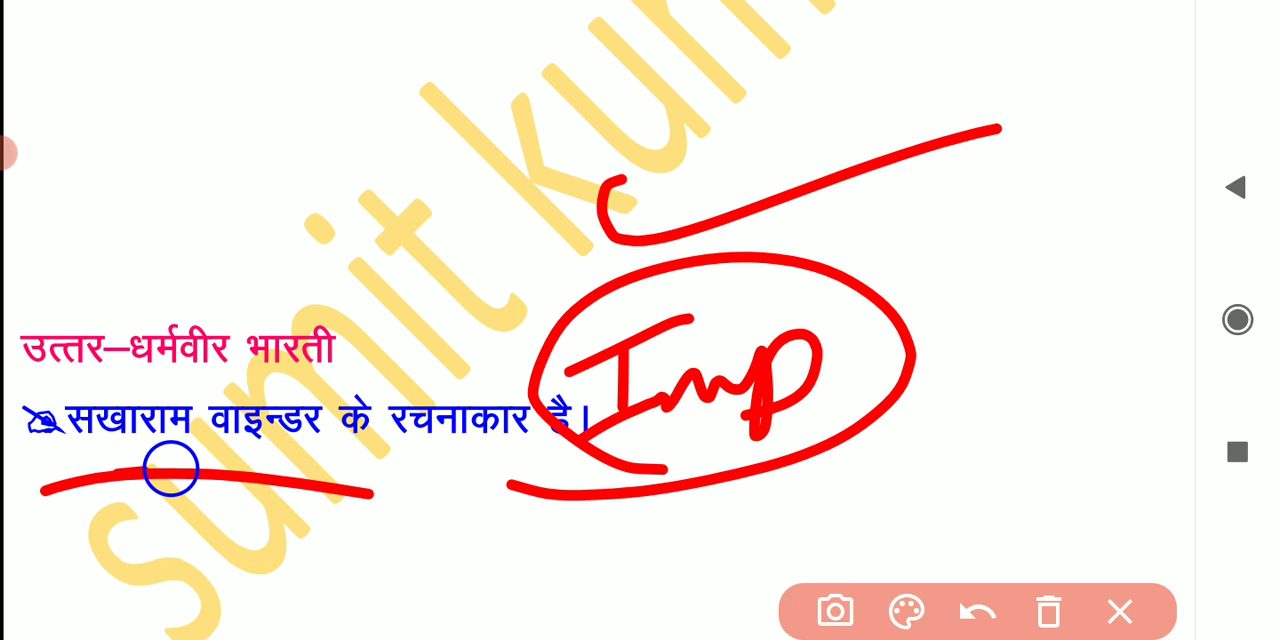 sumit kum
Imp
उत्तर–धर्मवीर भारती
सखाराम वाइन्डर के रचनाकार है।